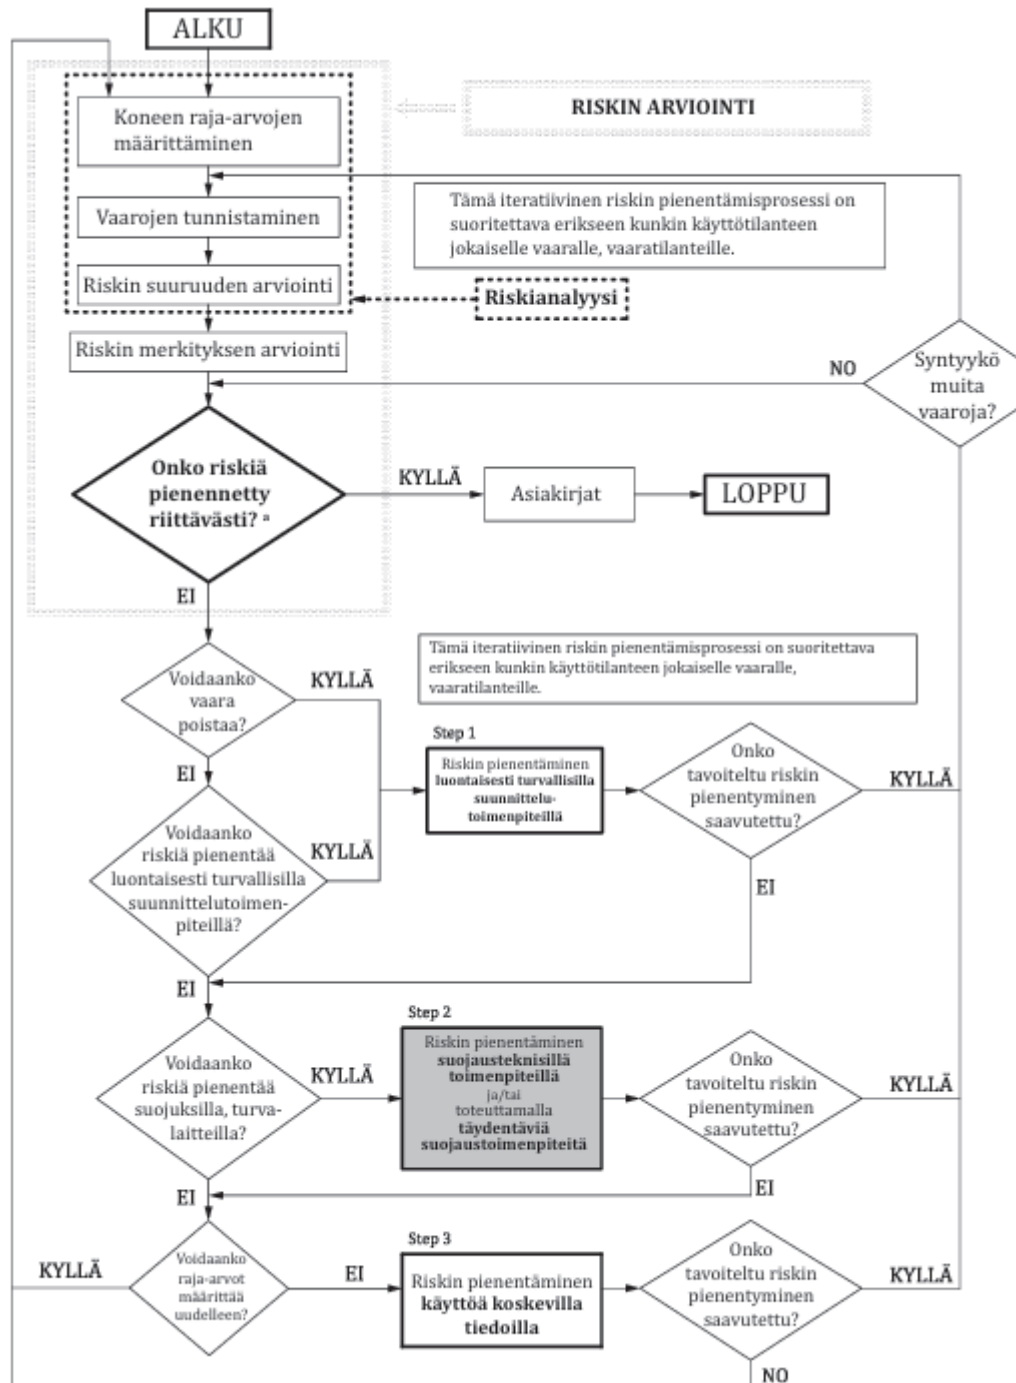 ALKU
RISKIN ARVIOINTI
Koneen raja-arvojen
määrittäminen
Tämä iteratiivinen riskin pienentämisprosessi on
suoritettava erikseen kunkin käyttötilanteen
jokaiselle vaaralle, vaaratilanteille.
Vaarojen tunnistaminen
Riskin suuruuden arviointi
Riskianalyysi
Riskin merkityksen arviointi
NO
Syntyykö
muita
vaaroja?
Onko riskiä
pienennetty
riittävästi? ª
KYLLÄ
Asiakirjat
LOPPU
EI
Tämä iteratiivinen riskin pienentämisprosessi on suoritettava
erikseen kunkin käyttötilanteen jokaiselle vaaralle,
vaaratilanteille.
Voidaanko
vaara
poistaa?
KYLLÄ
EI
Step 1
Riskin pienentäminen
luontaisesti turvallisilla
suunnittelu-
toimenpiteillä
Onko
tavoiteltu riskin
pienentyminen
saavutettu?
KYLLÄ
Voidaanko
riskiä pienentää
luontaisesti turvallisilla
suunnittelutoimen-
piteillä?
KYLLÄ
EI
EI
Step 2
Voidaanko
riskiä pienentää
suojuksilla, turva-
laitteilla?
KYLLÄ
Riskin pienentäminen
suojausteknisillä
toimenpiteillä
ja/tai
toteuttamalla
täydentäviä
suojaustoimenpiteitä
Onko
tavoiteltu riskin
pienentyminen
saavutettu?
KYLLÄ
EI
EI
Step 3
KYLLÄ
Voidaanko
raja-arvot
määrittää
uudelleen?
EI
Riskin pienentäminen
käyttöä koskevilla
tiedoilla
Onko
tavoiteltu riskin
pienentyminen
saavutettu?
KYLLÄ
NO